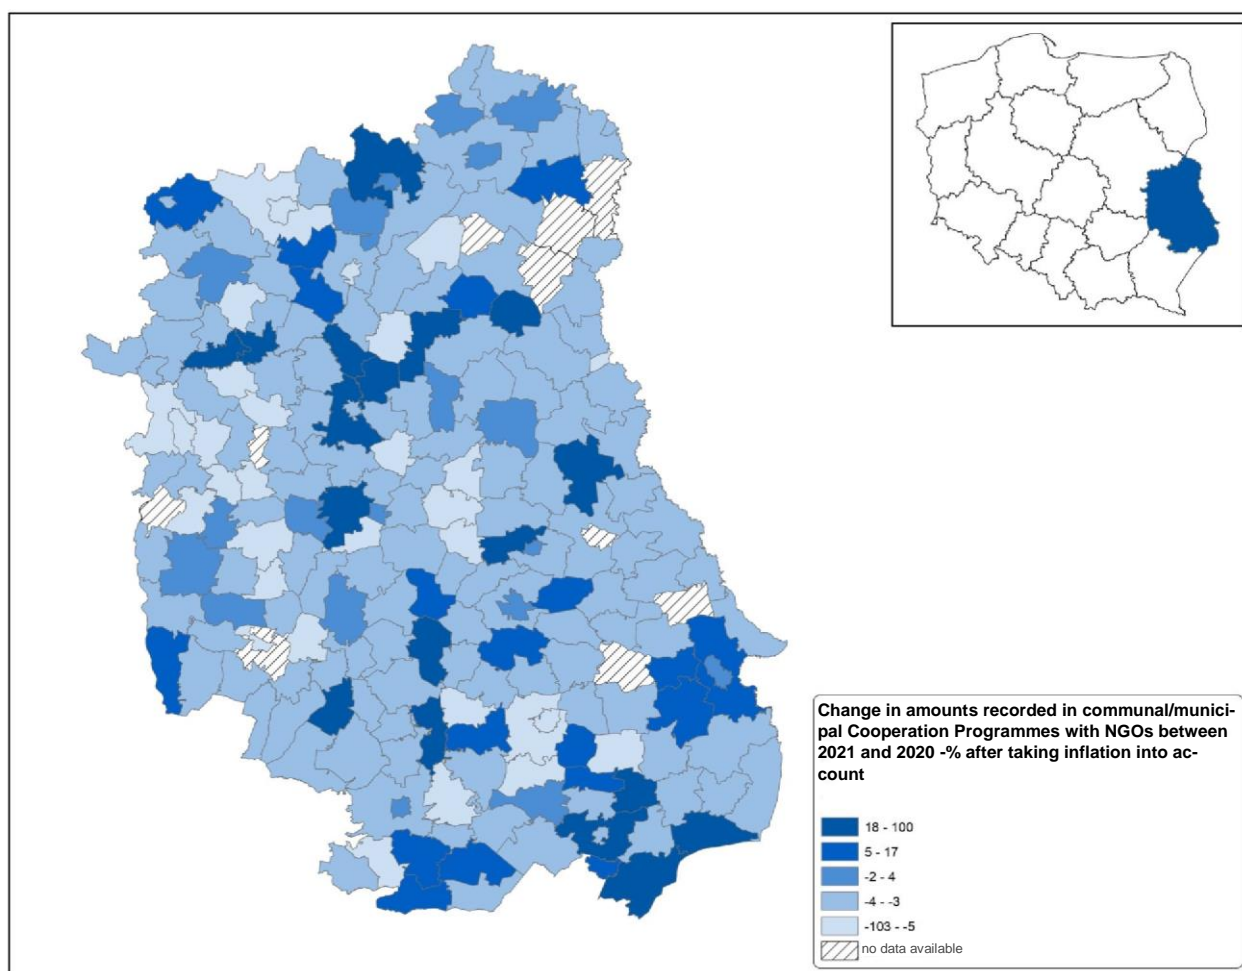 Change in amounts recorded in communal/munici-
pal Cooperation Programmes with NGOs between
2021 and 2020 -% after taking inflation into ac-
count
18 - 100
5 - 17
-2 - 4
-4 - -3
-103 - -5
no data available